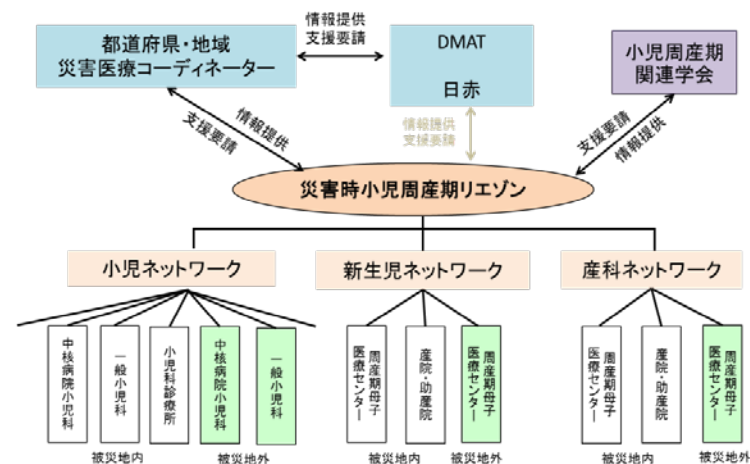 都道府県・地域
災害医療コーディネーター
情報提供
支援要請
DMAT
日赤
小児周産期
関連学会
情報提供
支援要請
情報提供
支援要請
支援要請
情報提供
災害時小児周産期リエゾン
小児ネットワーク
新生児ネットワーク
産科ネットワーク
中核病院小児科
一般小児科
小児科診療所
中核病院小児科
一般小児科
周産期母子
医療センター
産院・助産院
周産期母子
医療センター
周産期母子
医療センター
産院・助産院
周産期母子
医療センター
被災地内
被災地外
被災地内
被災地外
被災地内
被災地外